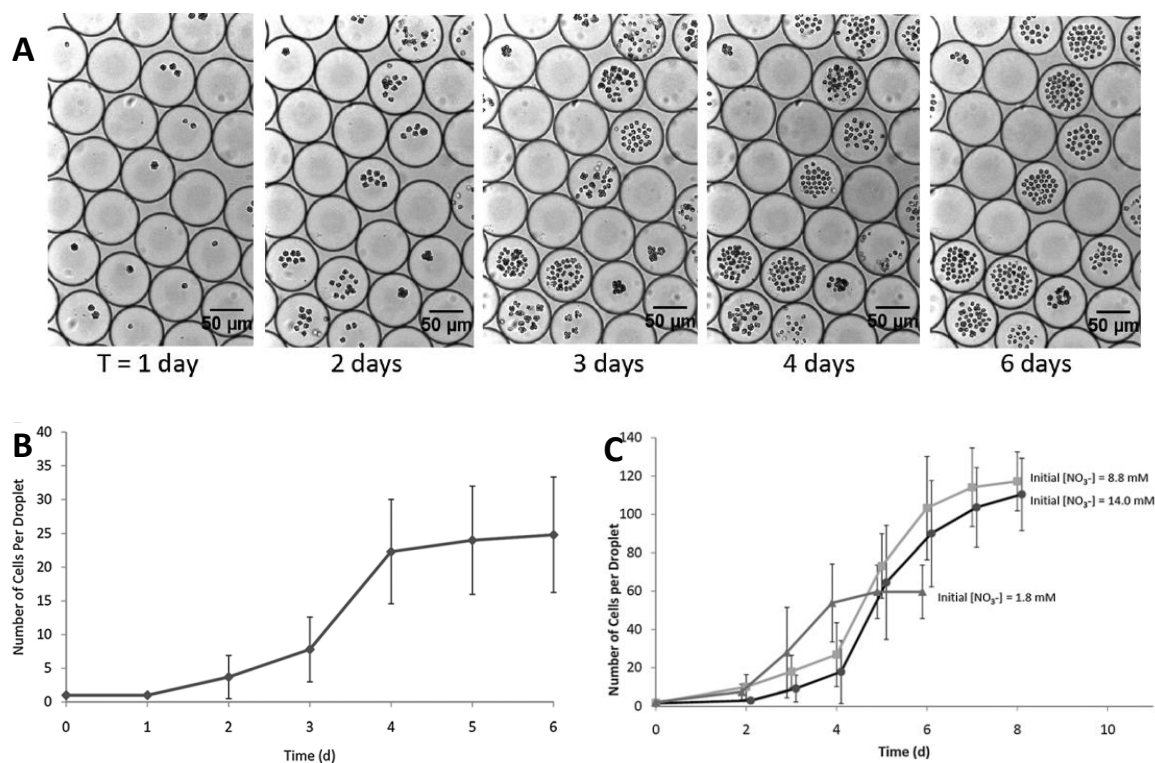 A
50 µm
50 µm
50 µm
50 µm
50 µm
T = 1 day
2 days
3 days
4 days
6 days
B
Number of Cells Per Droplet
40
35
30
25
20
15
10
5
0
0 1 2 3 4 5 6
Time (d)
C
Number of Cells per Droplet
140
120
100
80
60
40
20
0
Initial [NO₃-] = 8.8 mM
Initial [NO₃-] = 14.0 mM
Initial [NO₃-] = 1.8 mM
0 2 4 6 8 10
Time (d)